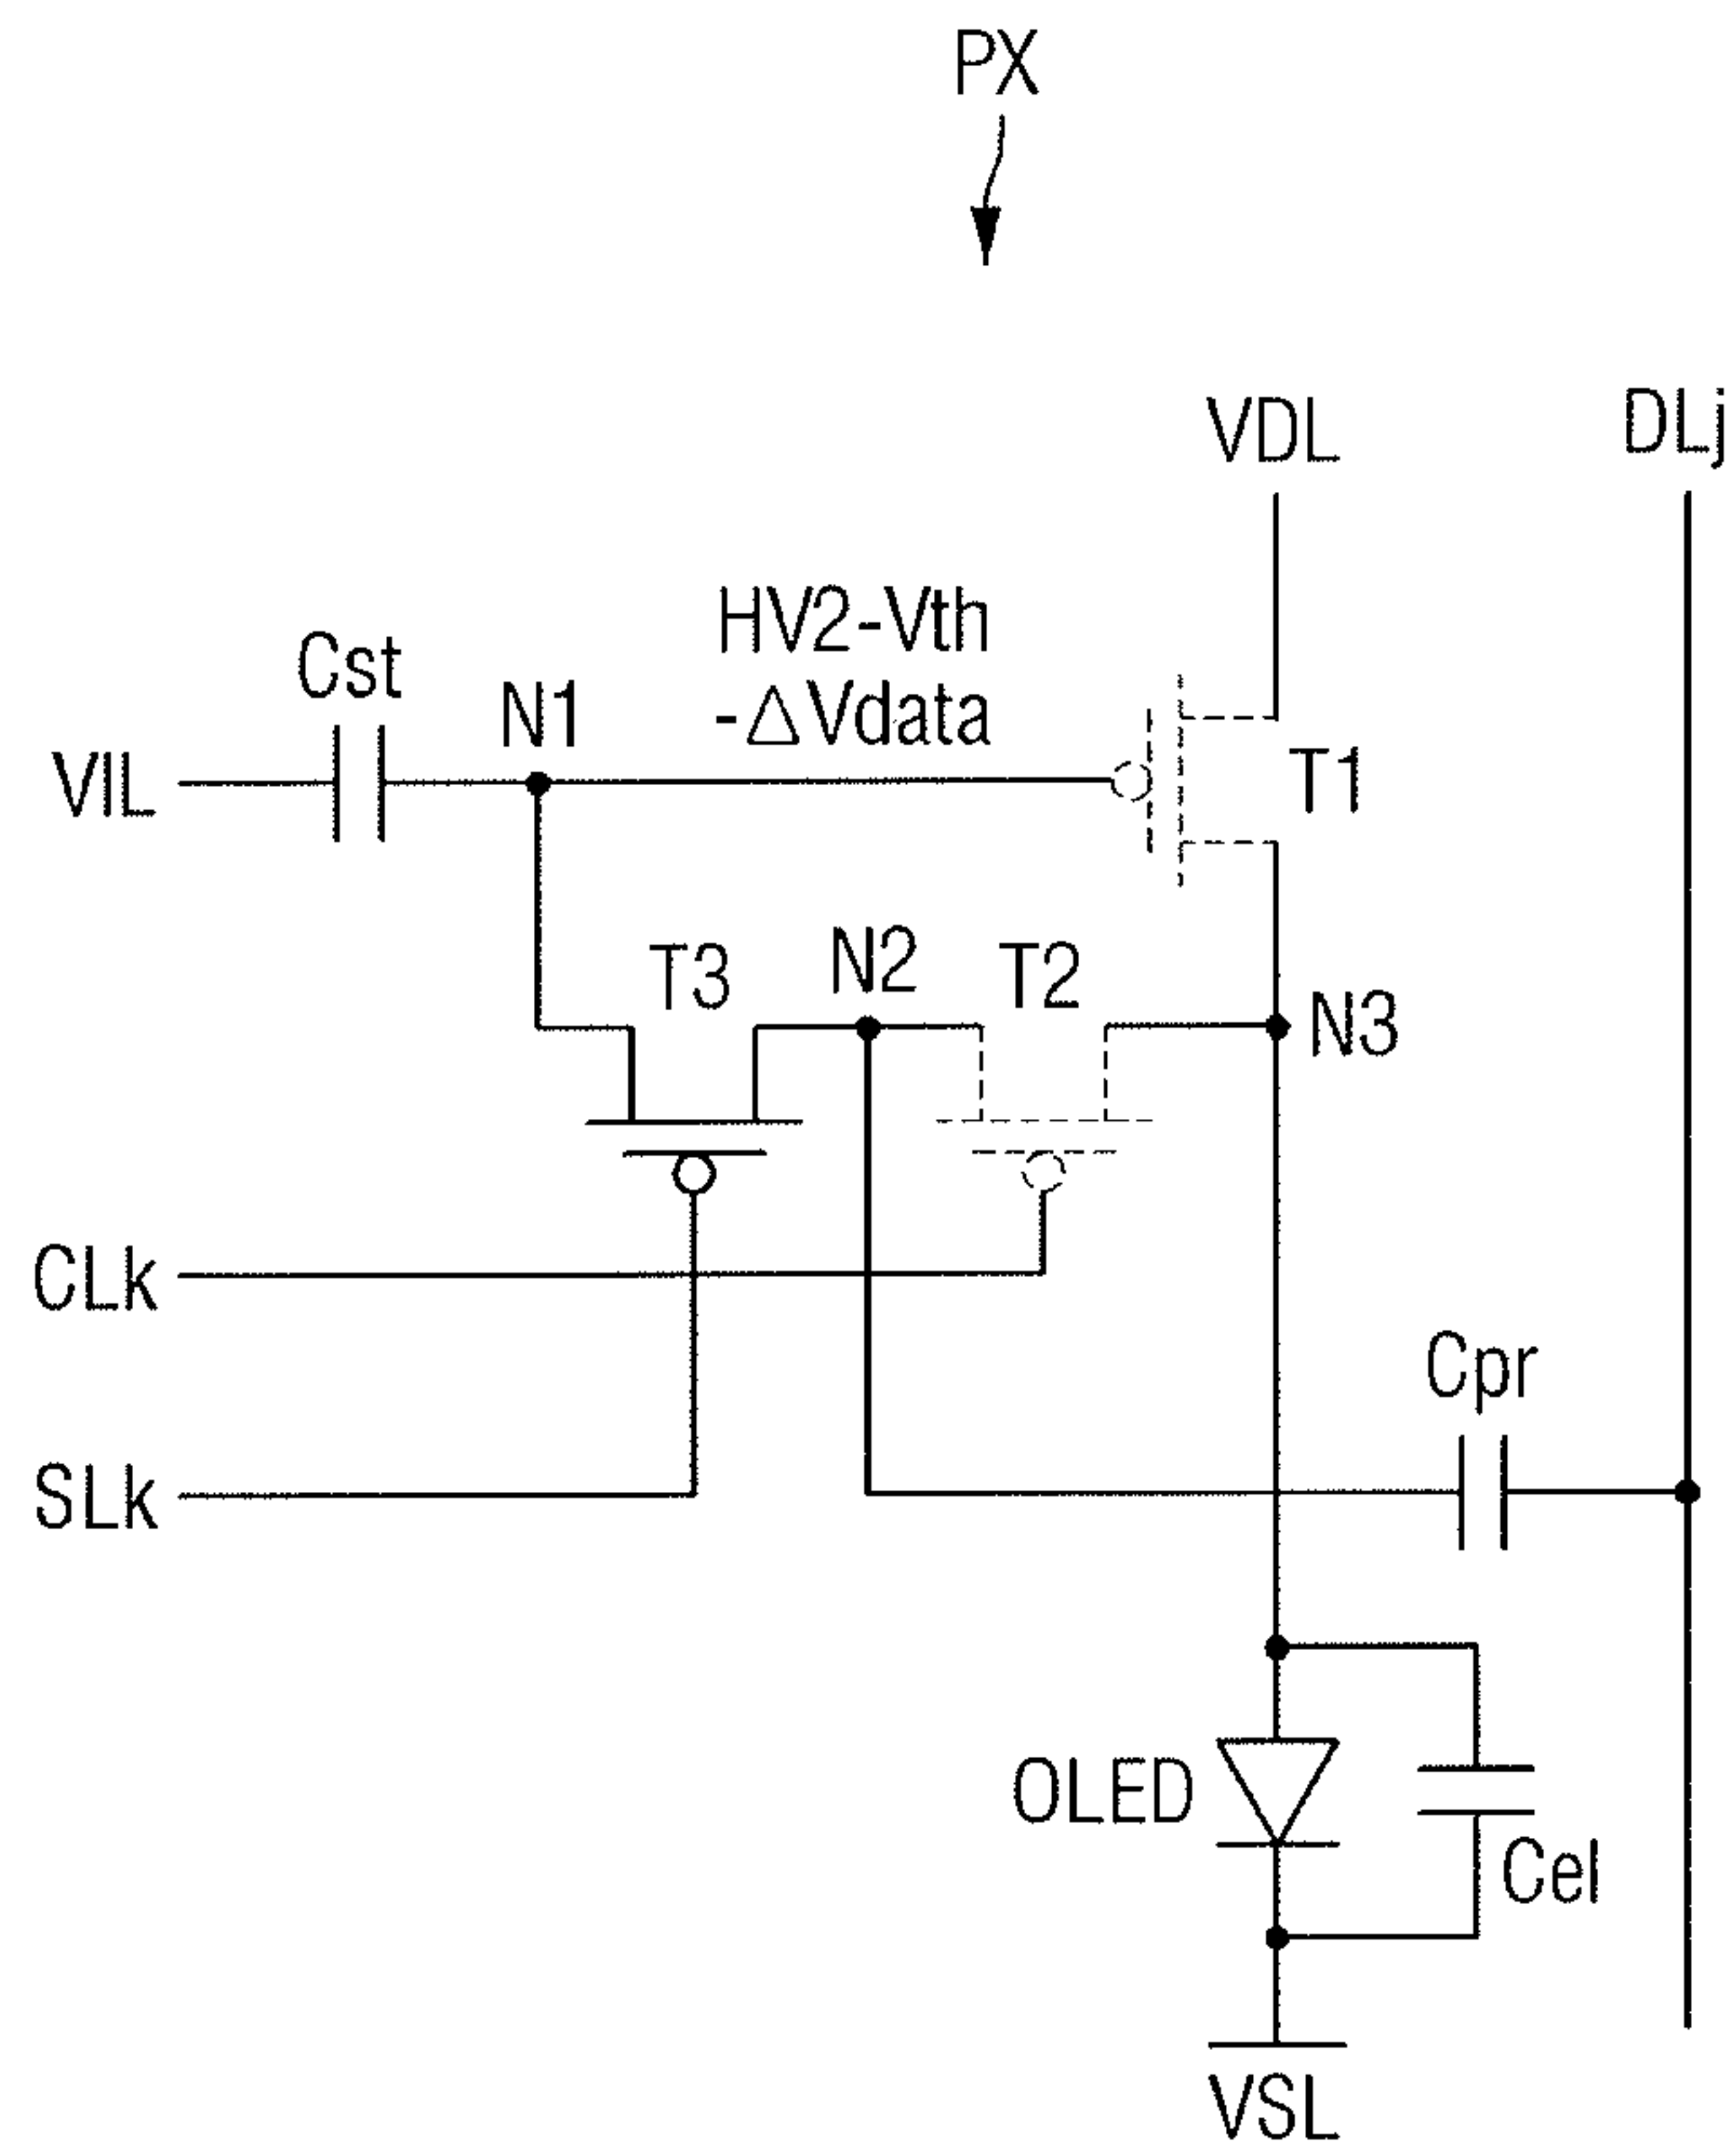 PX
VDL
DLj
HV2-Vth
-△Vdata
Cst
N1
VIL
T1
T3
N2
T2
N3
CLk
Cpr
SLk
OLED
Cel
VSL